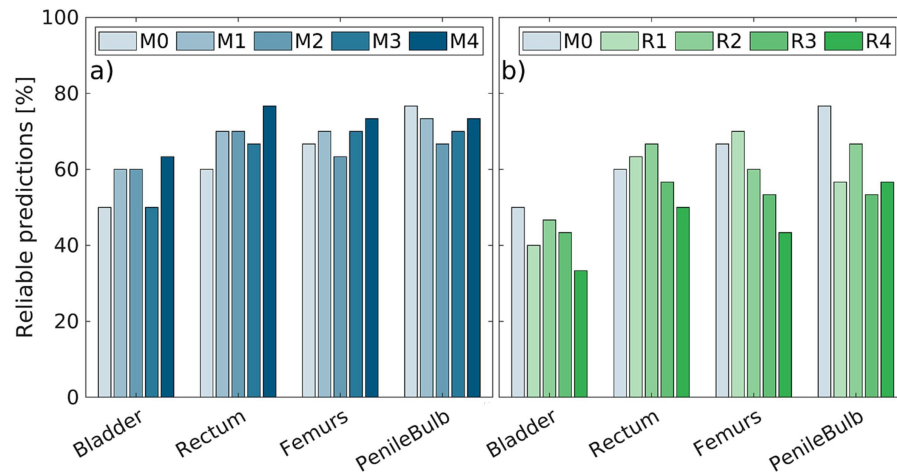 Reliable predictions [%]
100
80
60
40
20
0
M0 M1 M2 M3 M4
a)
Bladder
Rectum
Femurs
PenileBulb
M0 R1 R2 R3 R4
b)
Bladder
Rectum
Femurs
PenileBulb